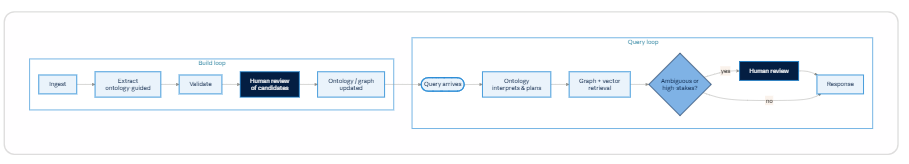 Build loop
Ingest
Extract
ontology guided
Validate
Human review
of candidates
Ontology / graph
updated
Query loop
Query arrives
Ontology
interprets & plans
Graph + vector
retrieval
Ambiguous or
high stakes?
yes
Human review
no
Response